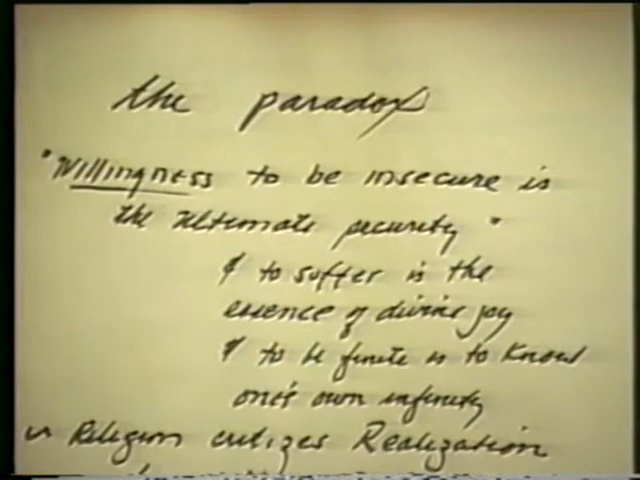 the paradox
"Willingness to be insecure is
the ultimate security"
& to suffer is the
essence of divine joy
& to be finite is to know
one's own infinity
Religion Realization